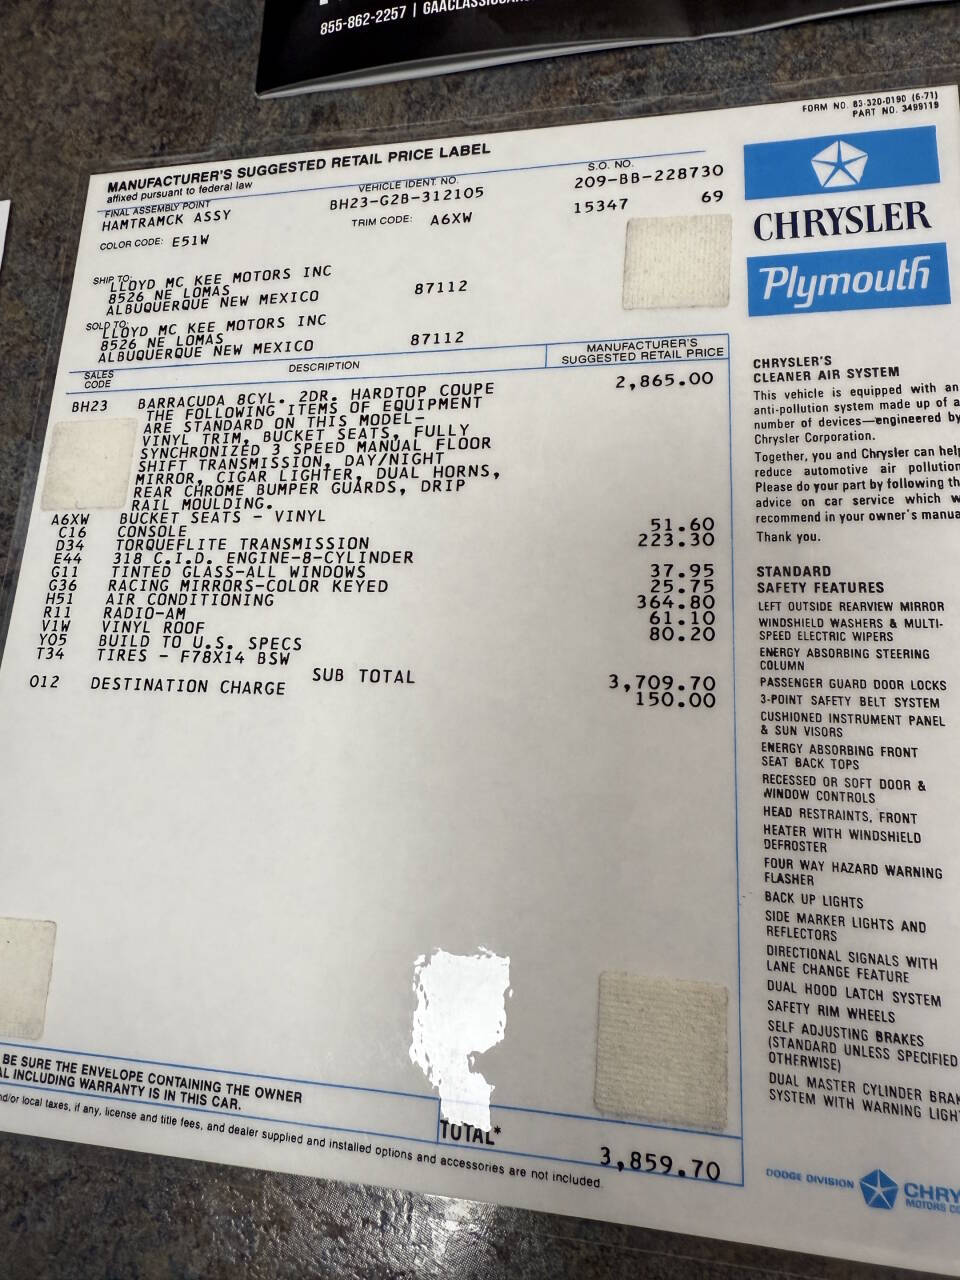 855-862-2257 | GAACLASSICCARS
FORM NO. 83-320-0190 (6-71)
PART NO. 3499119
MANUFACTURER'S SUGGESTED RETAIL PRICE LABEL
affixed pursuant to federal law
FINAL ASSEMBLY POINT
HAMTRAMCK ASSY
VEHICLE IDENT. NO.
BH23-G2B-312105
S.O. NO.
209-BB-228730
COLOR CODE: E51W
TRIM CODE: A6XW
15347 69
CHRYSLER
Plymouth
SHIP TO:
LLOYD MC KEE MOTORS INC
8526 NE LOMAS
ALBUQUERQUE NEW MEXICO 87112
SOLD TO:
LLOYD MC KEE MOTORS INC
8526 NE LOMAS
ALBUQUERQUE NEW MEXICO 87112
SALES CODE
DESCRIPTION
MANUFACTURER'S
SUGGESTED RETAIL PRICE
BH23 BARRACUDA 8CYL. 2DR. HARDTOP COUPE 2,865.00
THE FOLLOWING ITEMS OF EQUIPMENT
ARE STANDARD ON THIS MODEL-
VINYL TRIM, BUCKET SEATS, FULLY
SYNCHRONIZED 3 SPEED MANUAL FLOOR
SHIFT TRANSMISSION, DAY/NIGHT
MIRROR, CIGAR LIGHTER, DUAL HORNS,
REAR CHROME BUMPER GUARDS, DRIP
RAIL MOULDING.
A6XW BUCKET SEATS - VINYL
C16 CONSOLE 51.60
D34 TORQUEFLITE TRANSMISSION 223.30
E44 318 C.I.D. ENGINE-8-CYLINDER
G11 TINTED GLASS-ALL WINDOWS 37.95
G36 RACING MIRRORS-COLOR KEYED 25.75
H51 AIR CONDITIONING 364.80
R11 RADIO-AM 61.10
V1W VINYL ROOF 80.20
Y05 BUILD TO U.S. SPECS
T34 TIRES - F78X14 BSW
SUB TOTAL 3,709.70
012 DESTINATION CHARGE 150.00
BE SURE THE ENVELOPE CONTAINING THE OWNER
INCLUDING WARRANTY IS IN THIS CAR.
TOTAL* 3,859.70
local taxes, if any, license and title fees, and dealer supplied and installed options and accessories are not included
CHRYSLER'S
CLEANER AIR SYSTEM
This vehicle is equipped with an
anti-pollution system made up of a
number of devices—engineered by
Chrysler Corporation.
Together, you and Chrysler can help
reduce automotive air pollution
Please do your part by following th
advice on car service which w
recommend in your owner's manua
Thank you.
STANDARD
SAFETY FEATURES
LEFT OUTSIDE REARVIEW MIRROR
WINDSHIELD WASHERS & MULTI-
SPEED ELECTRIC WIPERS
ENERGY ABSORBING STEERING
COLUMN
PASSENGER GUARD DOOR LOCKS
3-POINT SAFETY BELT SYSTEM
CUSHIONED INSTRUMENT PANEL
& SUN VISORS
ENERGY ABSORBING FRONT
SEAT BACK TOPS
RECESSED OR SOFT DOOR &
WINDOW CONTROLS
HEAD RESTRAINTS, FRONT
HEATER WITH WINDSHIELD
DEFROSTER
FOUR WAY HAZARD WARNING
FLASHER
BACK UP LIGHTS
SIDE MARKER LIGHTS AND
REFLECTORS
DIRECTIONAL SIGNALS WITH
LANE CHANGE FEATURE
DUAL HOOD LATCH SYSTEM
SAFETY RIM WHEELS
SELF ADJUSTING BRAKES
(STANDARD UNLESS SPECIFIED
OTHERWISE)
DUAL MASTER CYLINDER BRAK
SYSTEM WITH WARNING LIGH
DODGE DIVISION
CHRY
MOTORS CO